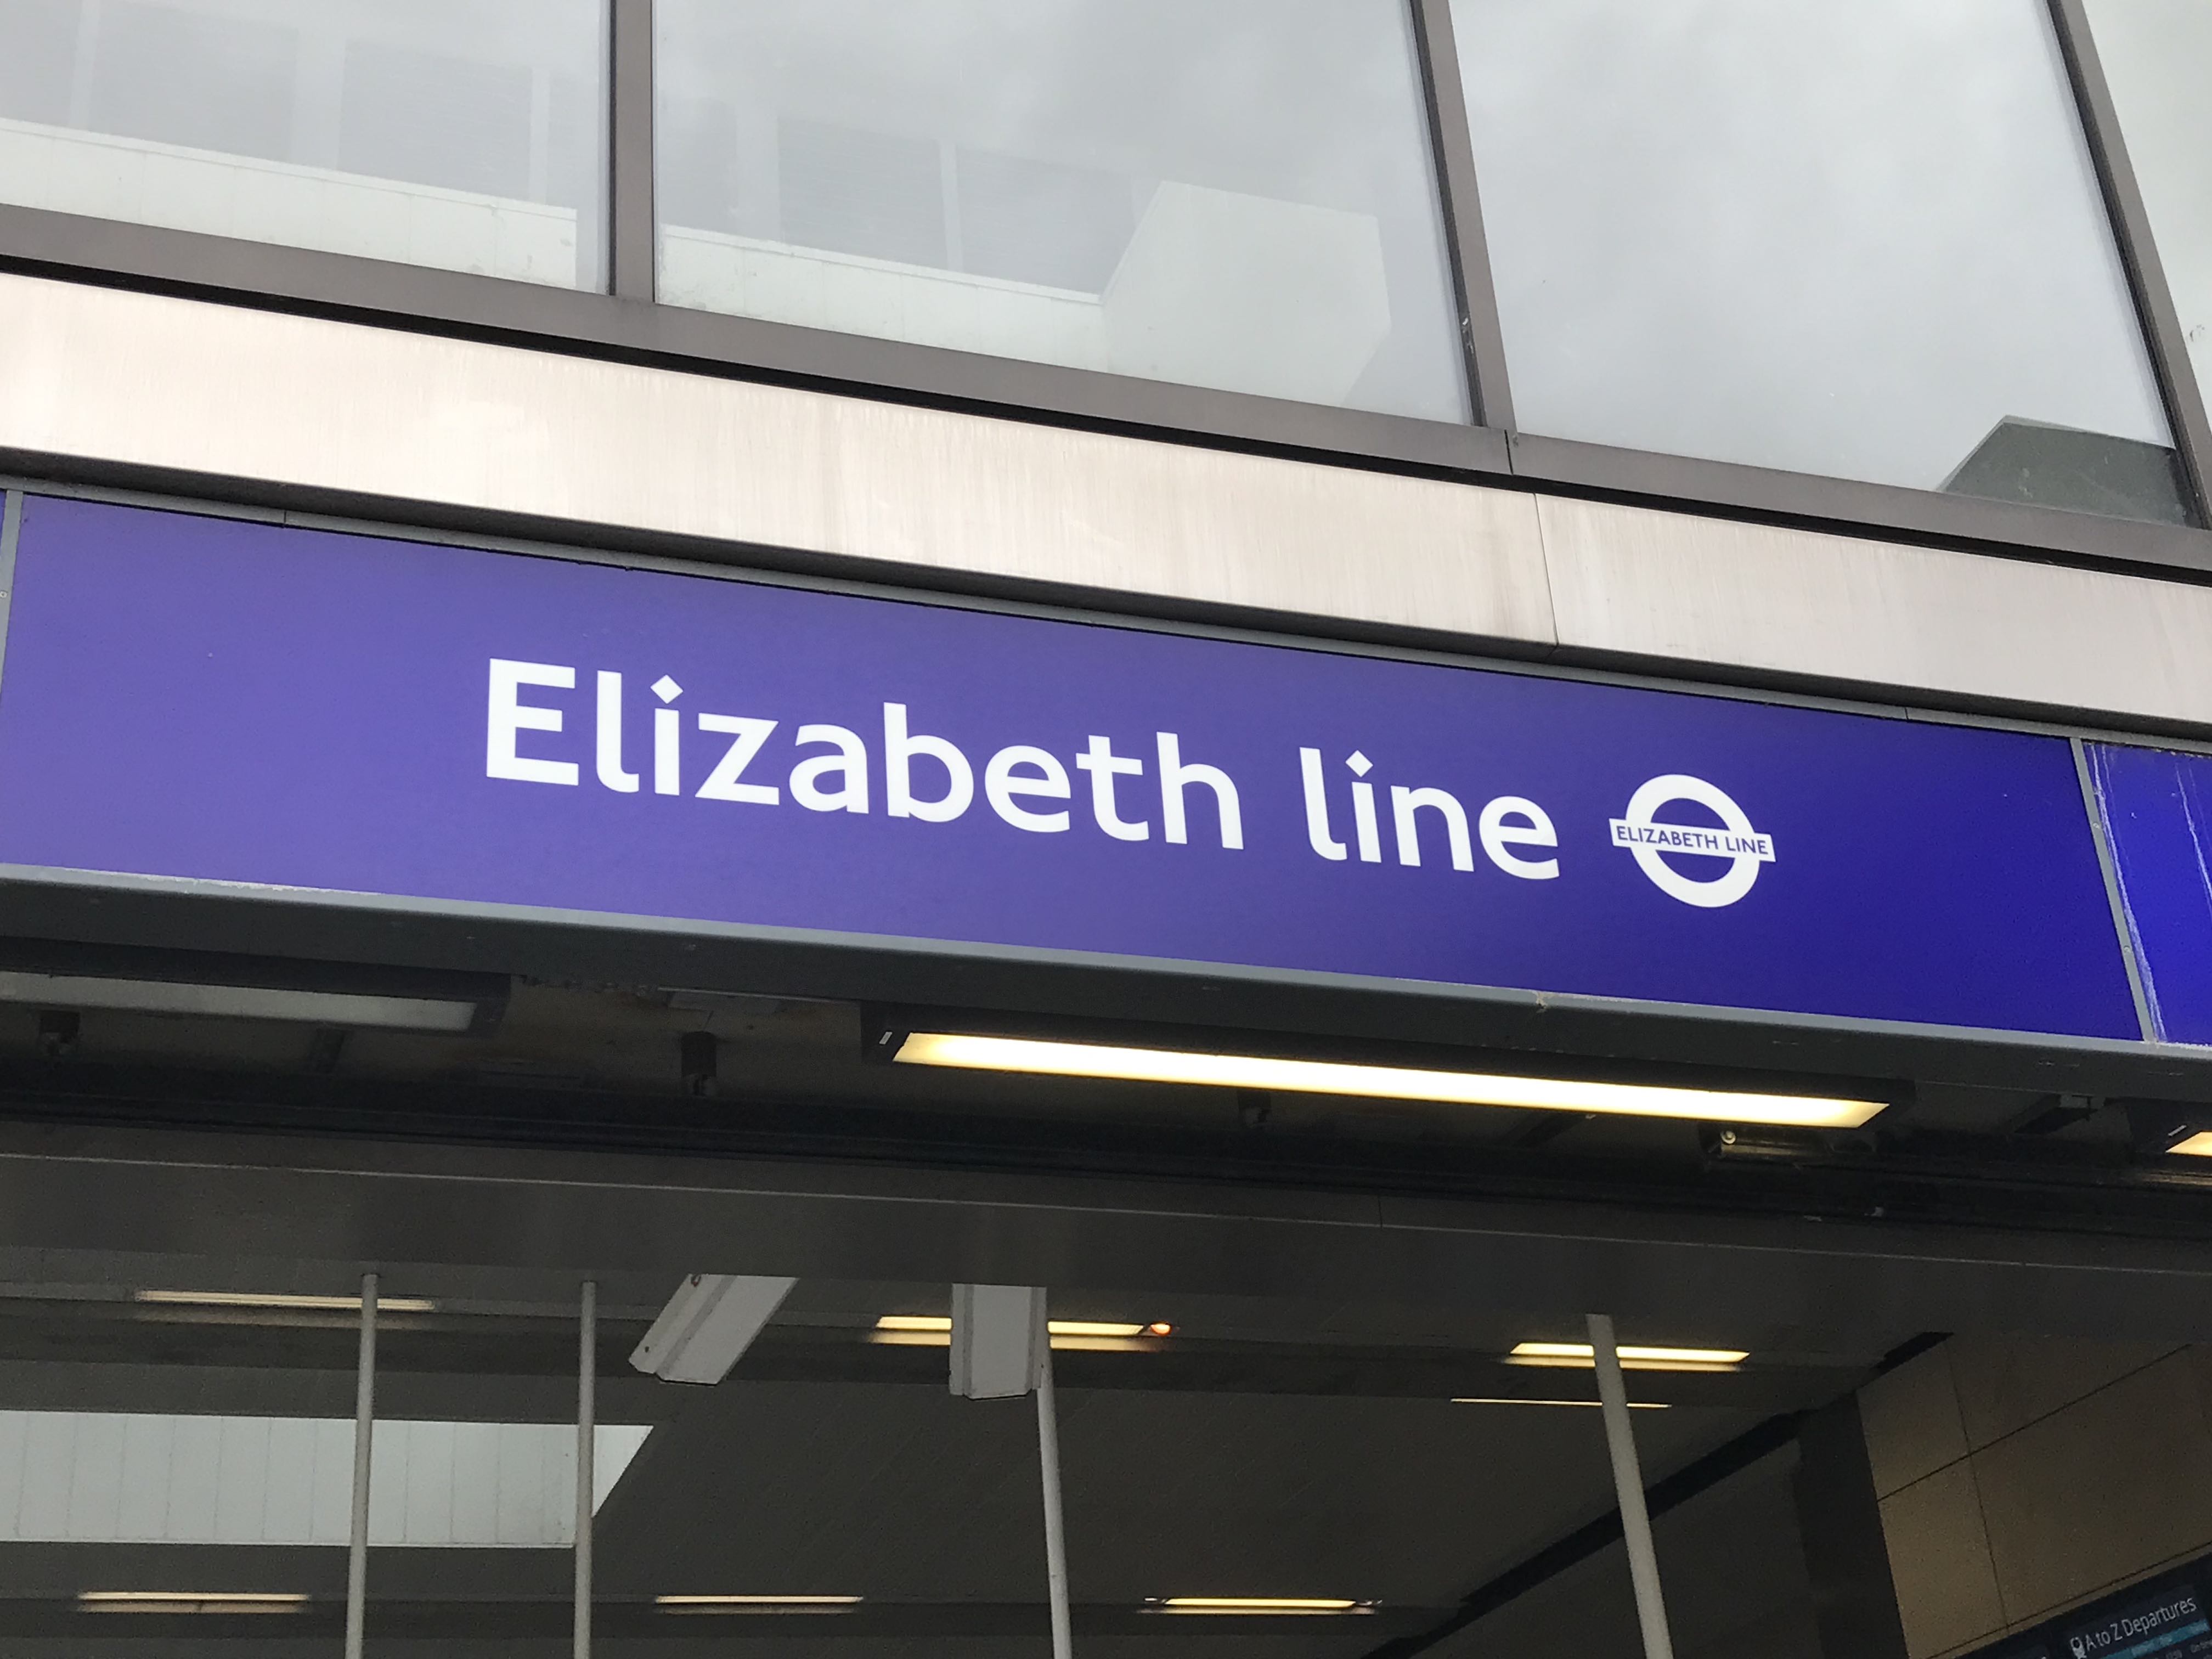 Elizabeth line
ELIZABETH LINE
A to Z Departures